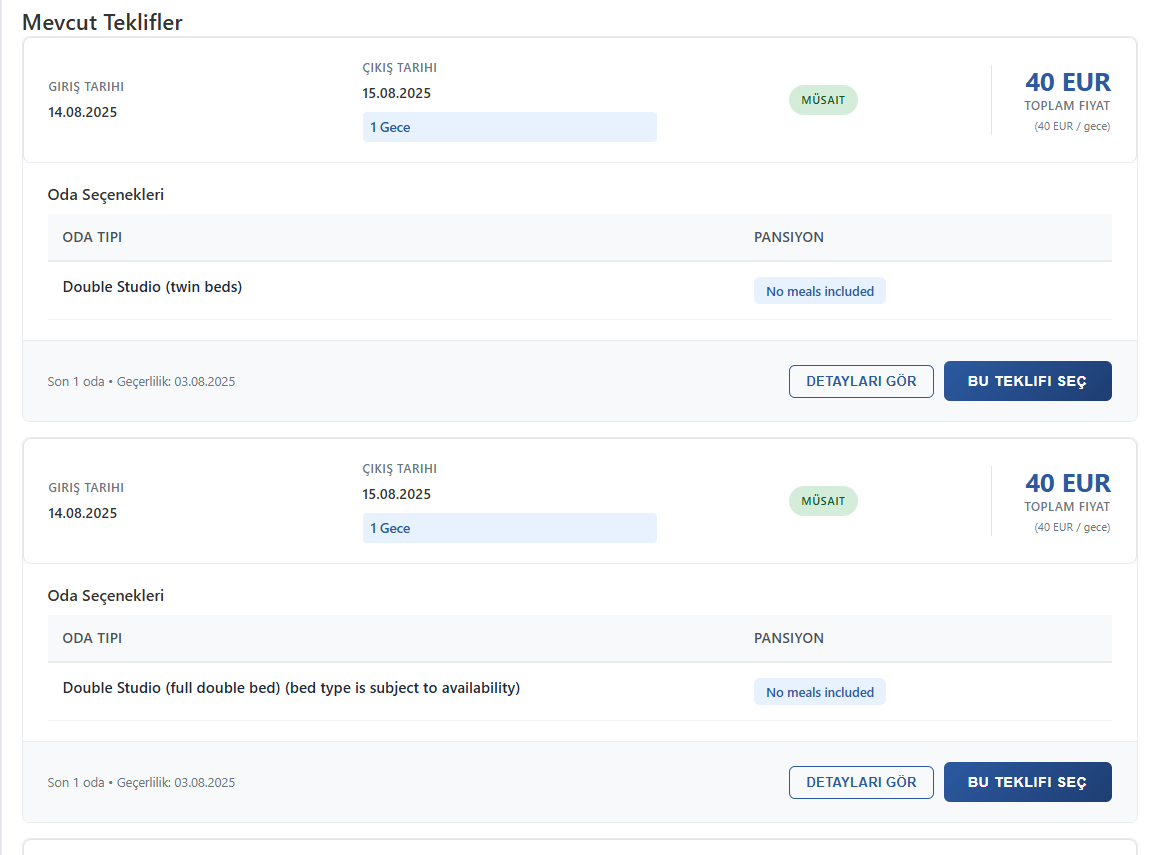 Mevcut Teklifler
GIRIŞ TARIHI
14.08.2025
ÇIKIŞ TARIHI
15.08.2025
1 Gece
MÜSAIT
40 EUR
TOPLAM FIYAT
(40 EUR / gece)
Oda Seçenekleri
ODA TIPI PANSIYON
Double Studio (twin beds) No meals included
Son 1 oda • Geçerlilik: 03.08.2025 DETAYLARI GÖR BU TEKLIFI SEÇ
GIRIŞ TARIHI
14.08.2025
ÇIKIŞ TARIHI
15.08.2025
1 Gece
MÜSAIT
40 EUR
TOPLAM FIYAT
(40 EUR / gece)
Oda Seçenekleri
ODA TIPI PANSIYON
Double Studio (full double bed) (bed type is subject to availability) No meals included
Son 1 oda • Geçerlilik: 03.08.2025 DETAYLARI GÖR BU TEKLIFI SEÇ